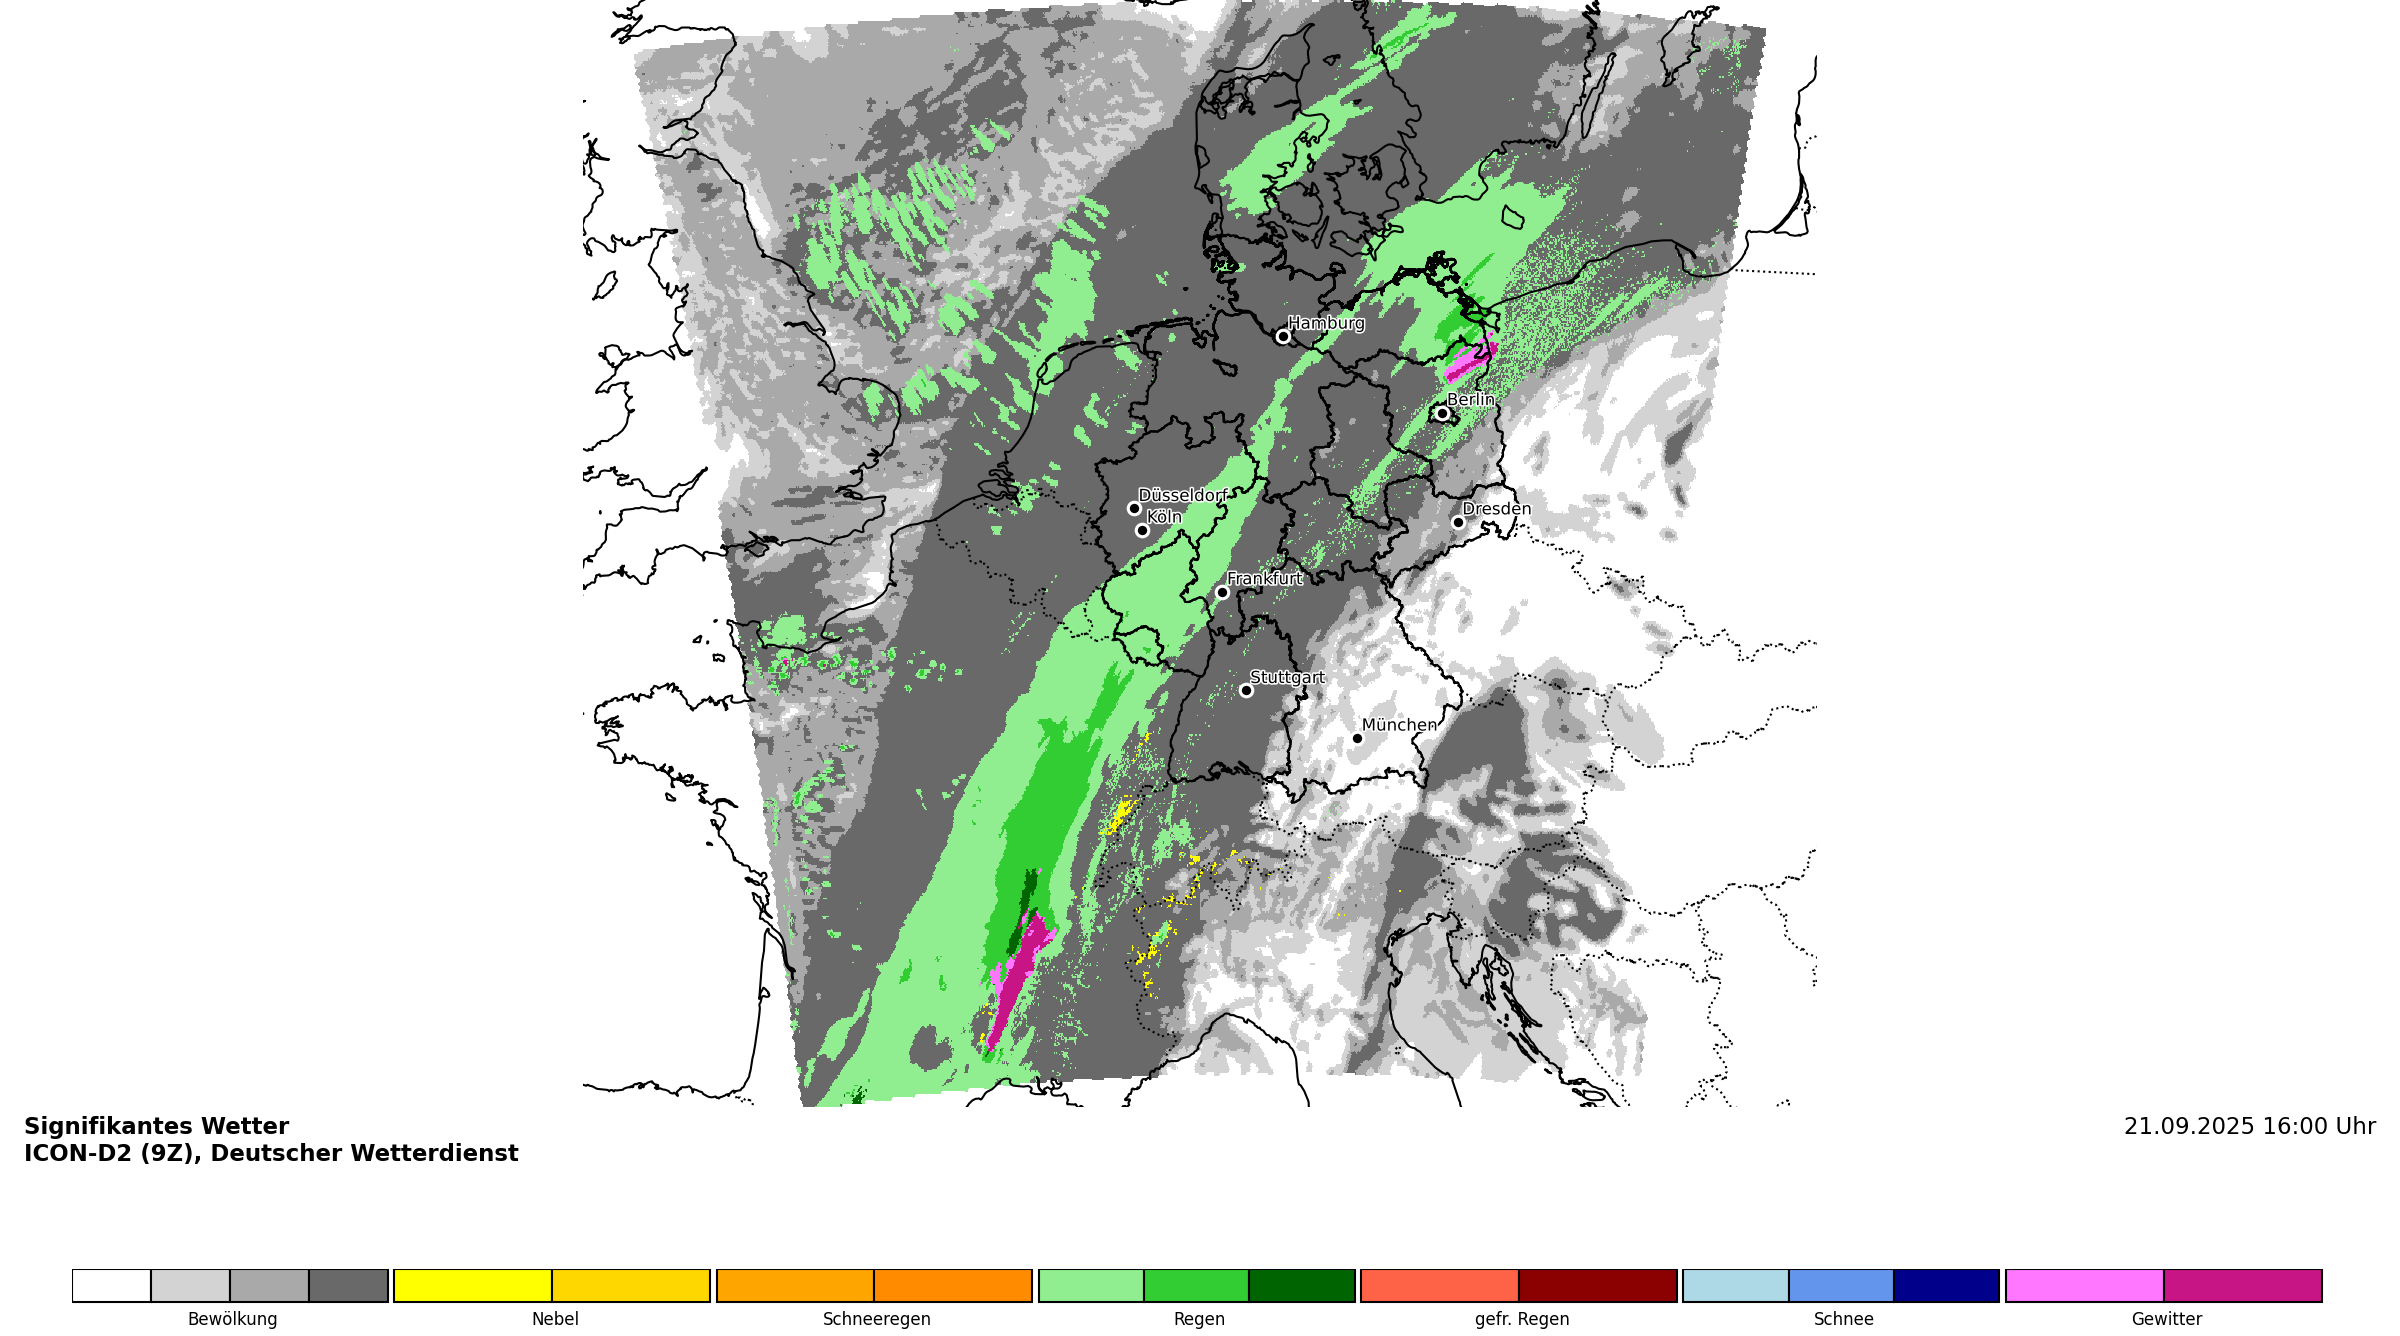 Hamburg
Berlin
Düsseldorf
Köln
Dresden
Frankfurt
Stuttgart
München
Signifikantes Wetter
ICON-D2 (9Z), Deutscher Wetterdienst
21.09.2025 16:00 Uhr
Bewölkung
Nebel
Schneeregen
Regen
gefr. Regen
Schnee
Gewitter